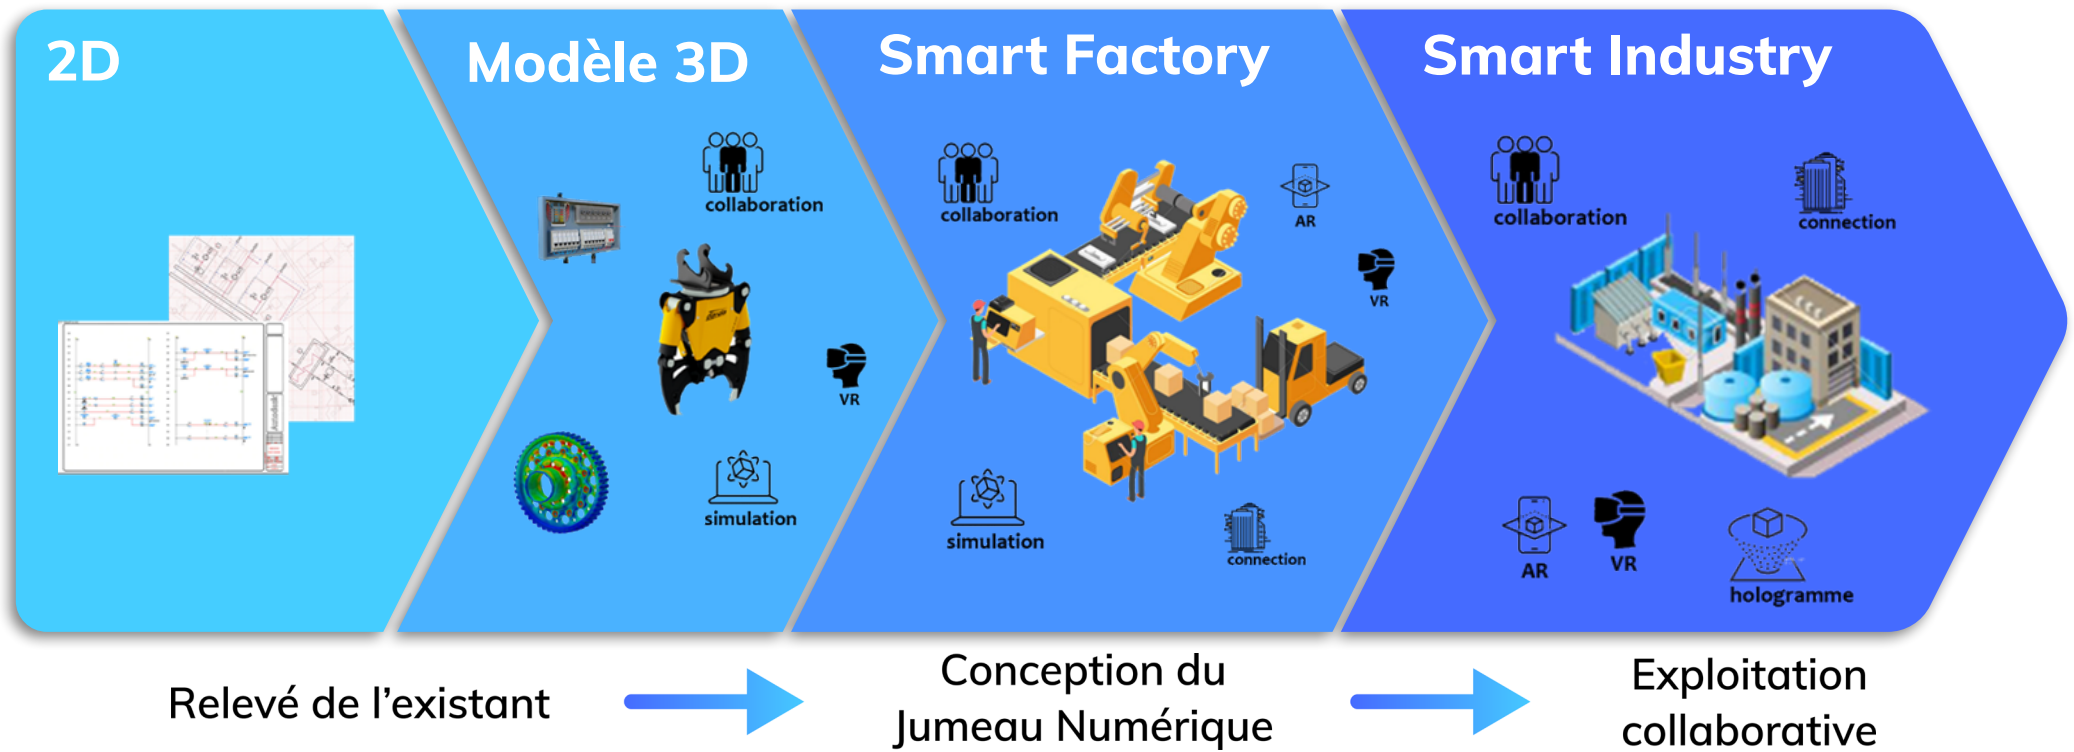 2D
Modèle 3D
collaboration
VR
simulation
Smart Factory
collaboration
AR
VR
simulation
connection
Smart Industry
collaboration
connection
AR
VR
hologramme
Autodesk
Relevé de l'existant
Conception du
Jumeau Numérique
Exploitation
collaborative